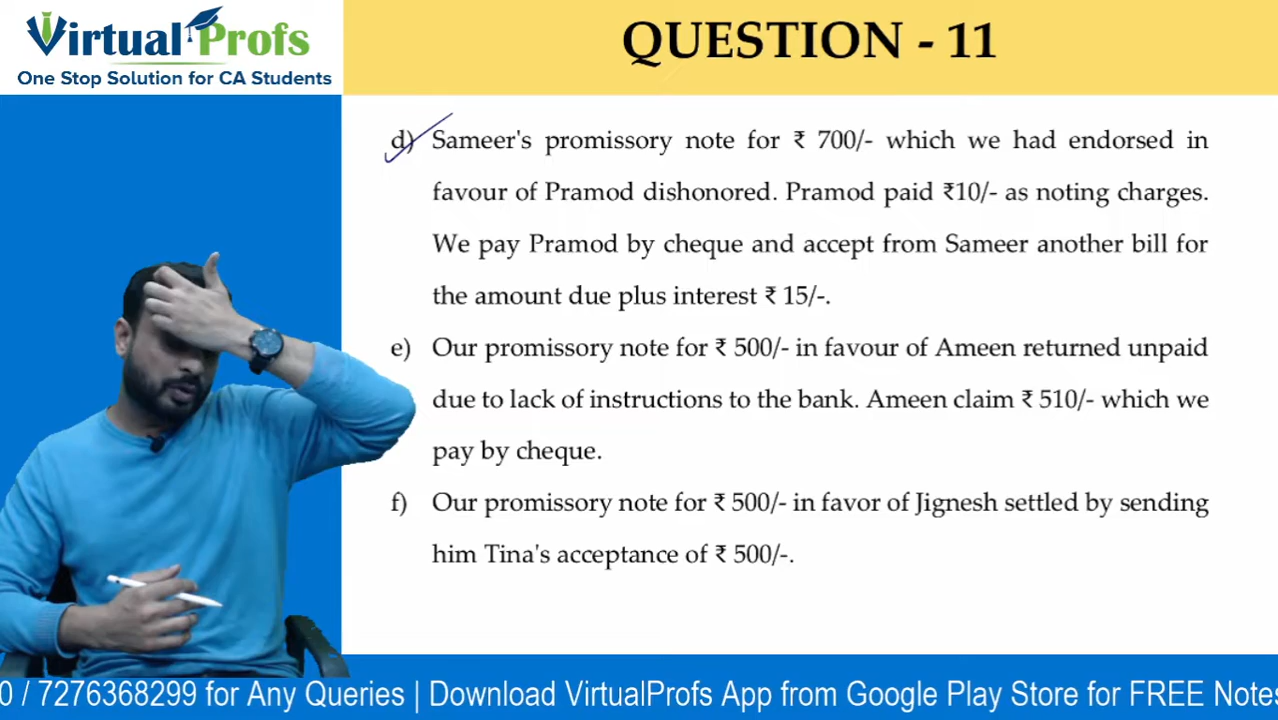 Virtual Profs
One Stop Solution for CA Students
QUESTION - 11
d) Sameer's promissory note for ₹ 700/- which we had endorsed in
favour of Pramod dishonored. Pramod paid ₹10/- as noting charges.
We pay Pramod by cheque and accept from Sameer another bill for
the amount due plus interest ₹ 15/-.
e) Our promissory note for ₹ 500/- in favour of Ameen returned unpaid
due to lack of instructions to the bank. Ameen claim ₹ 510/- which we
pay by cheque.
f) Our promissory note for ₹ 500/- in favor of Jignesh settled by sending
him Tina's acceptance of ₹ 500/-.
0 / 7276368299 for Any Queries | Download VirtualProfs App from Google Play Store for FREE Notes